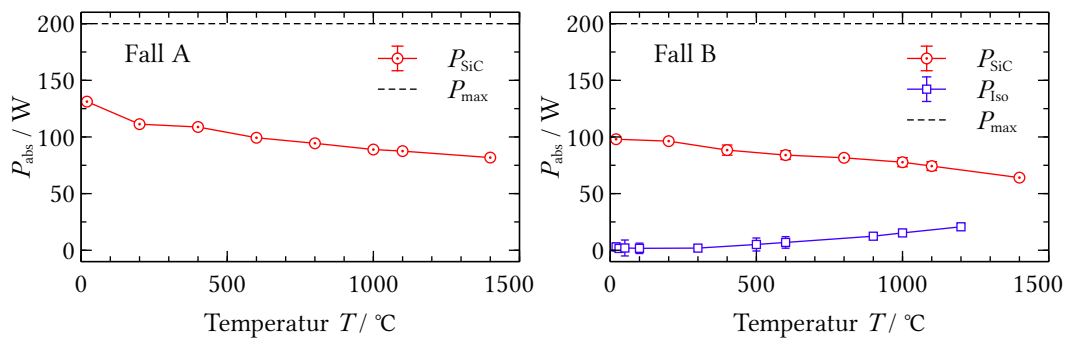 200
150
100
50
0
P_abs / W
Fall A
P_SiC
P_max
0
500
1000
1500
Temperatur T / °C
200
150
100
50
0
P_abs / W
Fall B
P_SiC
P_Iso
P_max
0
500
1000
1500
Temperatur T / °C